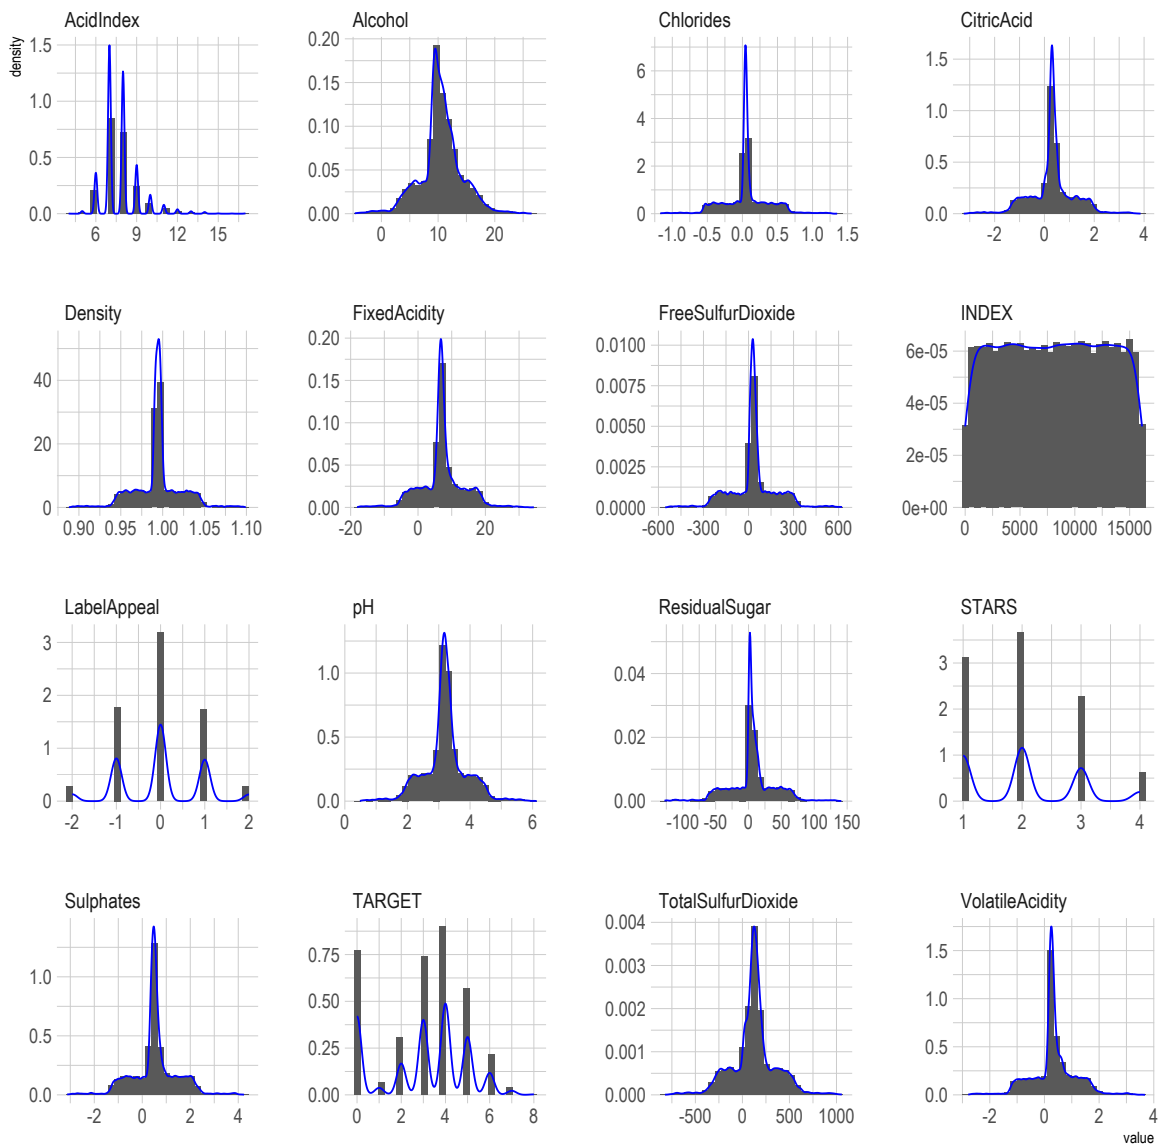 AcidIndex Alcohol Chlorides CitricAcid
density
1.5
1.0
0.5
0.0
6 9 12 15
0.20
0.15
0.10
0.05
0.00
0 10 20
6
4
2
0
-1.0 -0.5 0.0 0.5 1.0 1.5
1.5
1.0
0.5
0.0
-2 0 2 4
Density FixedAcidity FreeSulfurDioxide INDEX
40
20
0
0.90 0.95 1.00 1.05 1.10
0.20
0.15
0.10
0.05
0.00
-20 0 20
0.0100
0.0075
0.0050
0.0025
0.0000
-600 -300 0 300 600
6e-05
4e-05
2e-05
0e+00
0 5000 10000 15000
LabelAppeal pH ResidualSugar STARS
3
2
1
0
-2 -1 0 1 2
1.0
0.5
0.0
0 2 4 6
0.04
0.02
0.00
-100 -50 0 50 100 150
3
2
1
0
1 2 3 4
Sulphates TARGET TotalSulfurDioxide VolatileAcidity
1.0
0.5
0.0
-2 0 2 4
0.75
0.50
0.25
0.00
0 2 4 6 8
0.004
0.003
0.002
0.001
0.000
-500 0 500 1000
1.5
1.0
0.5
0.0
-2 0 2 4
value